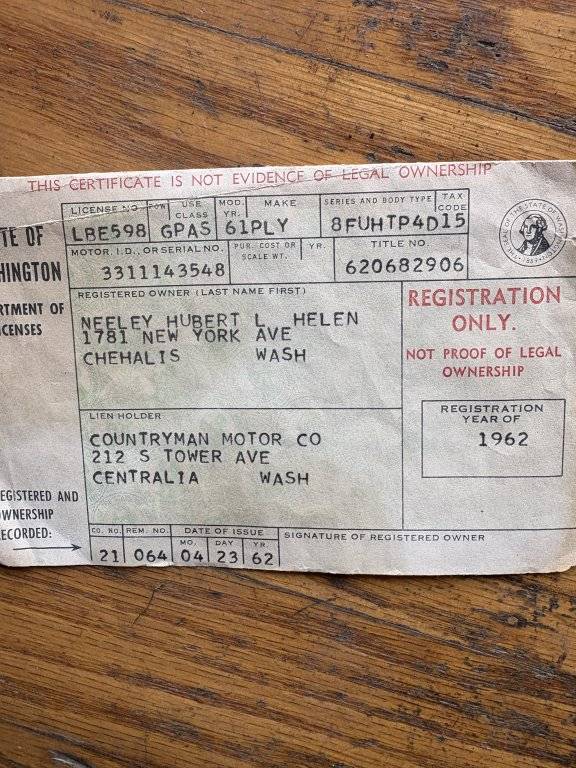 THIS CERTIFICATE IS NOT EVIDENCE OF LEGAL OWNERSHIP
LICENSE NO. POW. USE CLASS MOD. YR. MAKE SERIES AND BODY TYPE TAX CODE
LBE598 GPAS 61PLY 8FUHTP4D15
TE OF
HINGTON
MOTOR, I.D., OR SERIAL NO. PUR. COST OR SCALE WT. YR. TITLE NO.
3311143548 620682906
RTMENT OF
ICENSES
REGISTERED OWNER (LAST NAME FIRST)
NEELEY HUBERT L HELEN
1781 NEW YORK AVE
CHEHALIS WASH
REGISTRATION
ONLY.
NOT PROOF OF LEGAL
OWNERSHIP
LIEN HOLDER
COUNTRYMAN MOTOR CO
212 S TOWER AVE
CENTRALIA WASH
REGISTRATION
YEAR OF
1962
EGISTERED AND
WNERSHIP
ECORDED:
CO. NO. REM. NO. DATE OF ISSUE SIGNATURE OF REGISTERED OWNER
MO. DAY YR
21 064 04 23 62